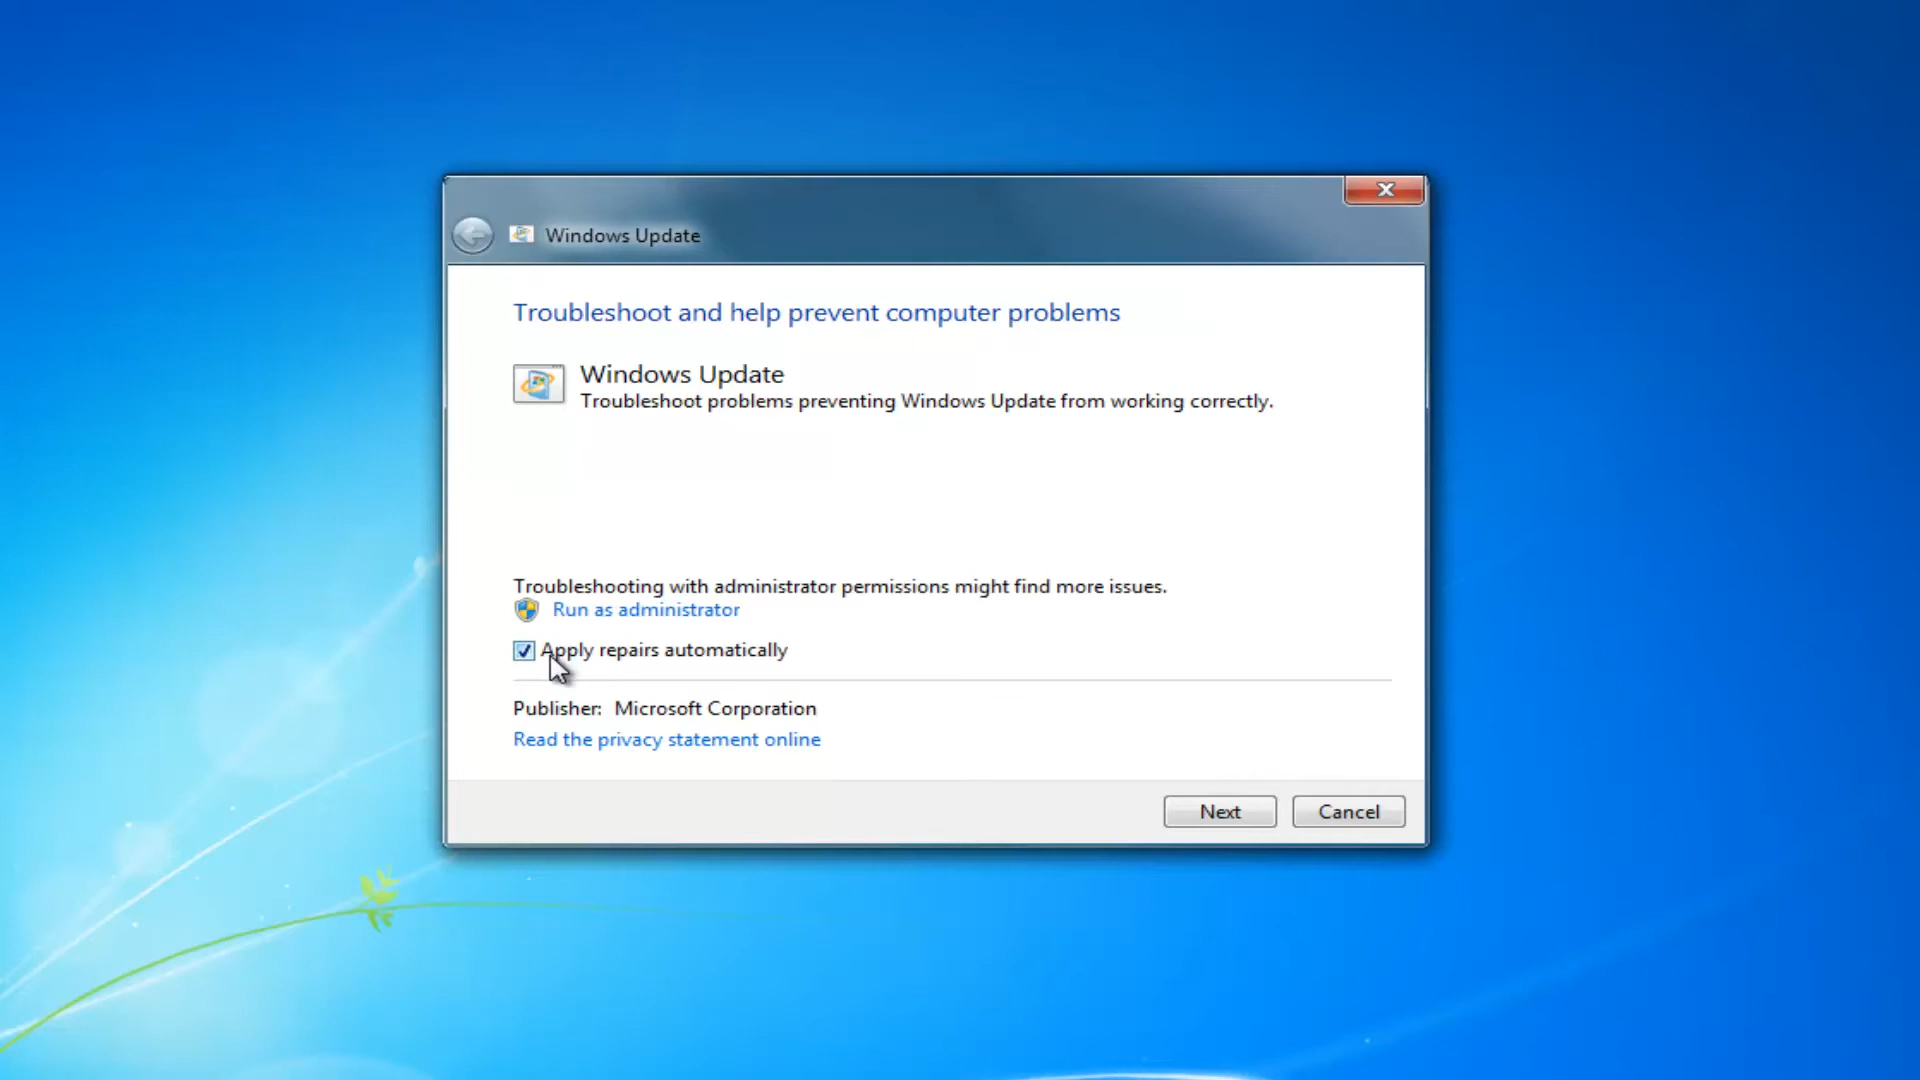 Windows Update
Troubleshoot and help prevent computer problems
Windows Update
Troubleshoot problems preventing Windows Update from working correctly.
Troubleshooting with administrator permissions might find more issues.
Run as administrator
Apply repairs automatically
Publisher: Microsoft Corporation
Read the privacy statement online
Next Cancel